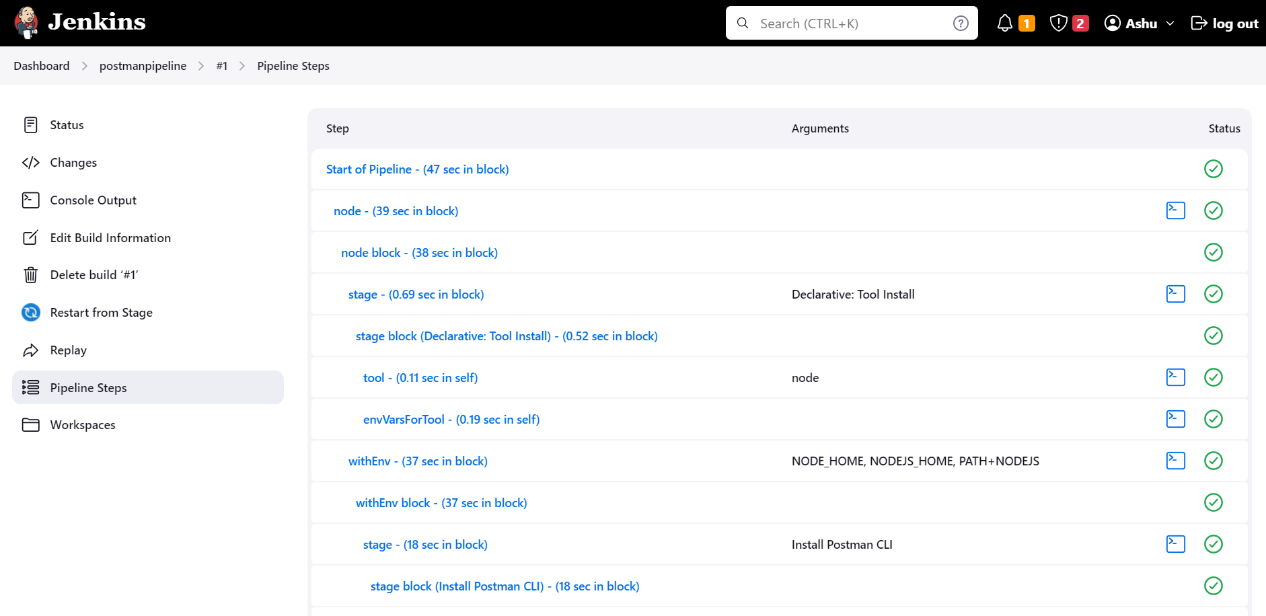 Jenkins
Search (CTRL+K)
?
1
2
Ashu
log out
Dashboard
postmanpipeline
#1
Pipeline Steps
Status
Changes
Console Output
Edit Build Information
Delete build ‘#1’
Restart from Stage
Replay
Pipeline Steps
Workspaces
Step Arguments Status
Start of Pipeline - (47 sec in block)
node - (39 sec in block)
node block - (38 sec in block)
stage - (0.69 sec in block) Declarative: Tool Install
stage block (Declarative: Tool Install) - (0.52 sec in block)
tool - (0.11 sec in self) node
envVarsForTool - (0.19 sec in self)
withEnv - (37 sec in block) NODE_HOME, NODEJS_HOME, PATH+NODEJS
withEnv block - (37 sec in block)
stage - (18 sec in block) Install Postman CLI
stage block (Install Postman CLI) - (18 sec in block)